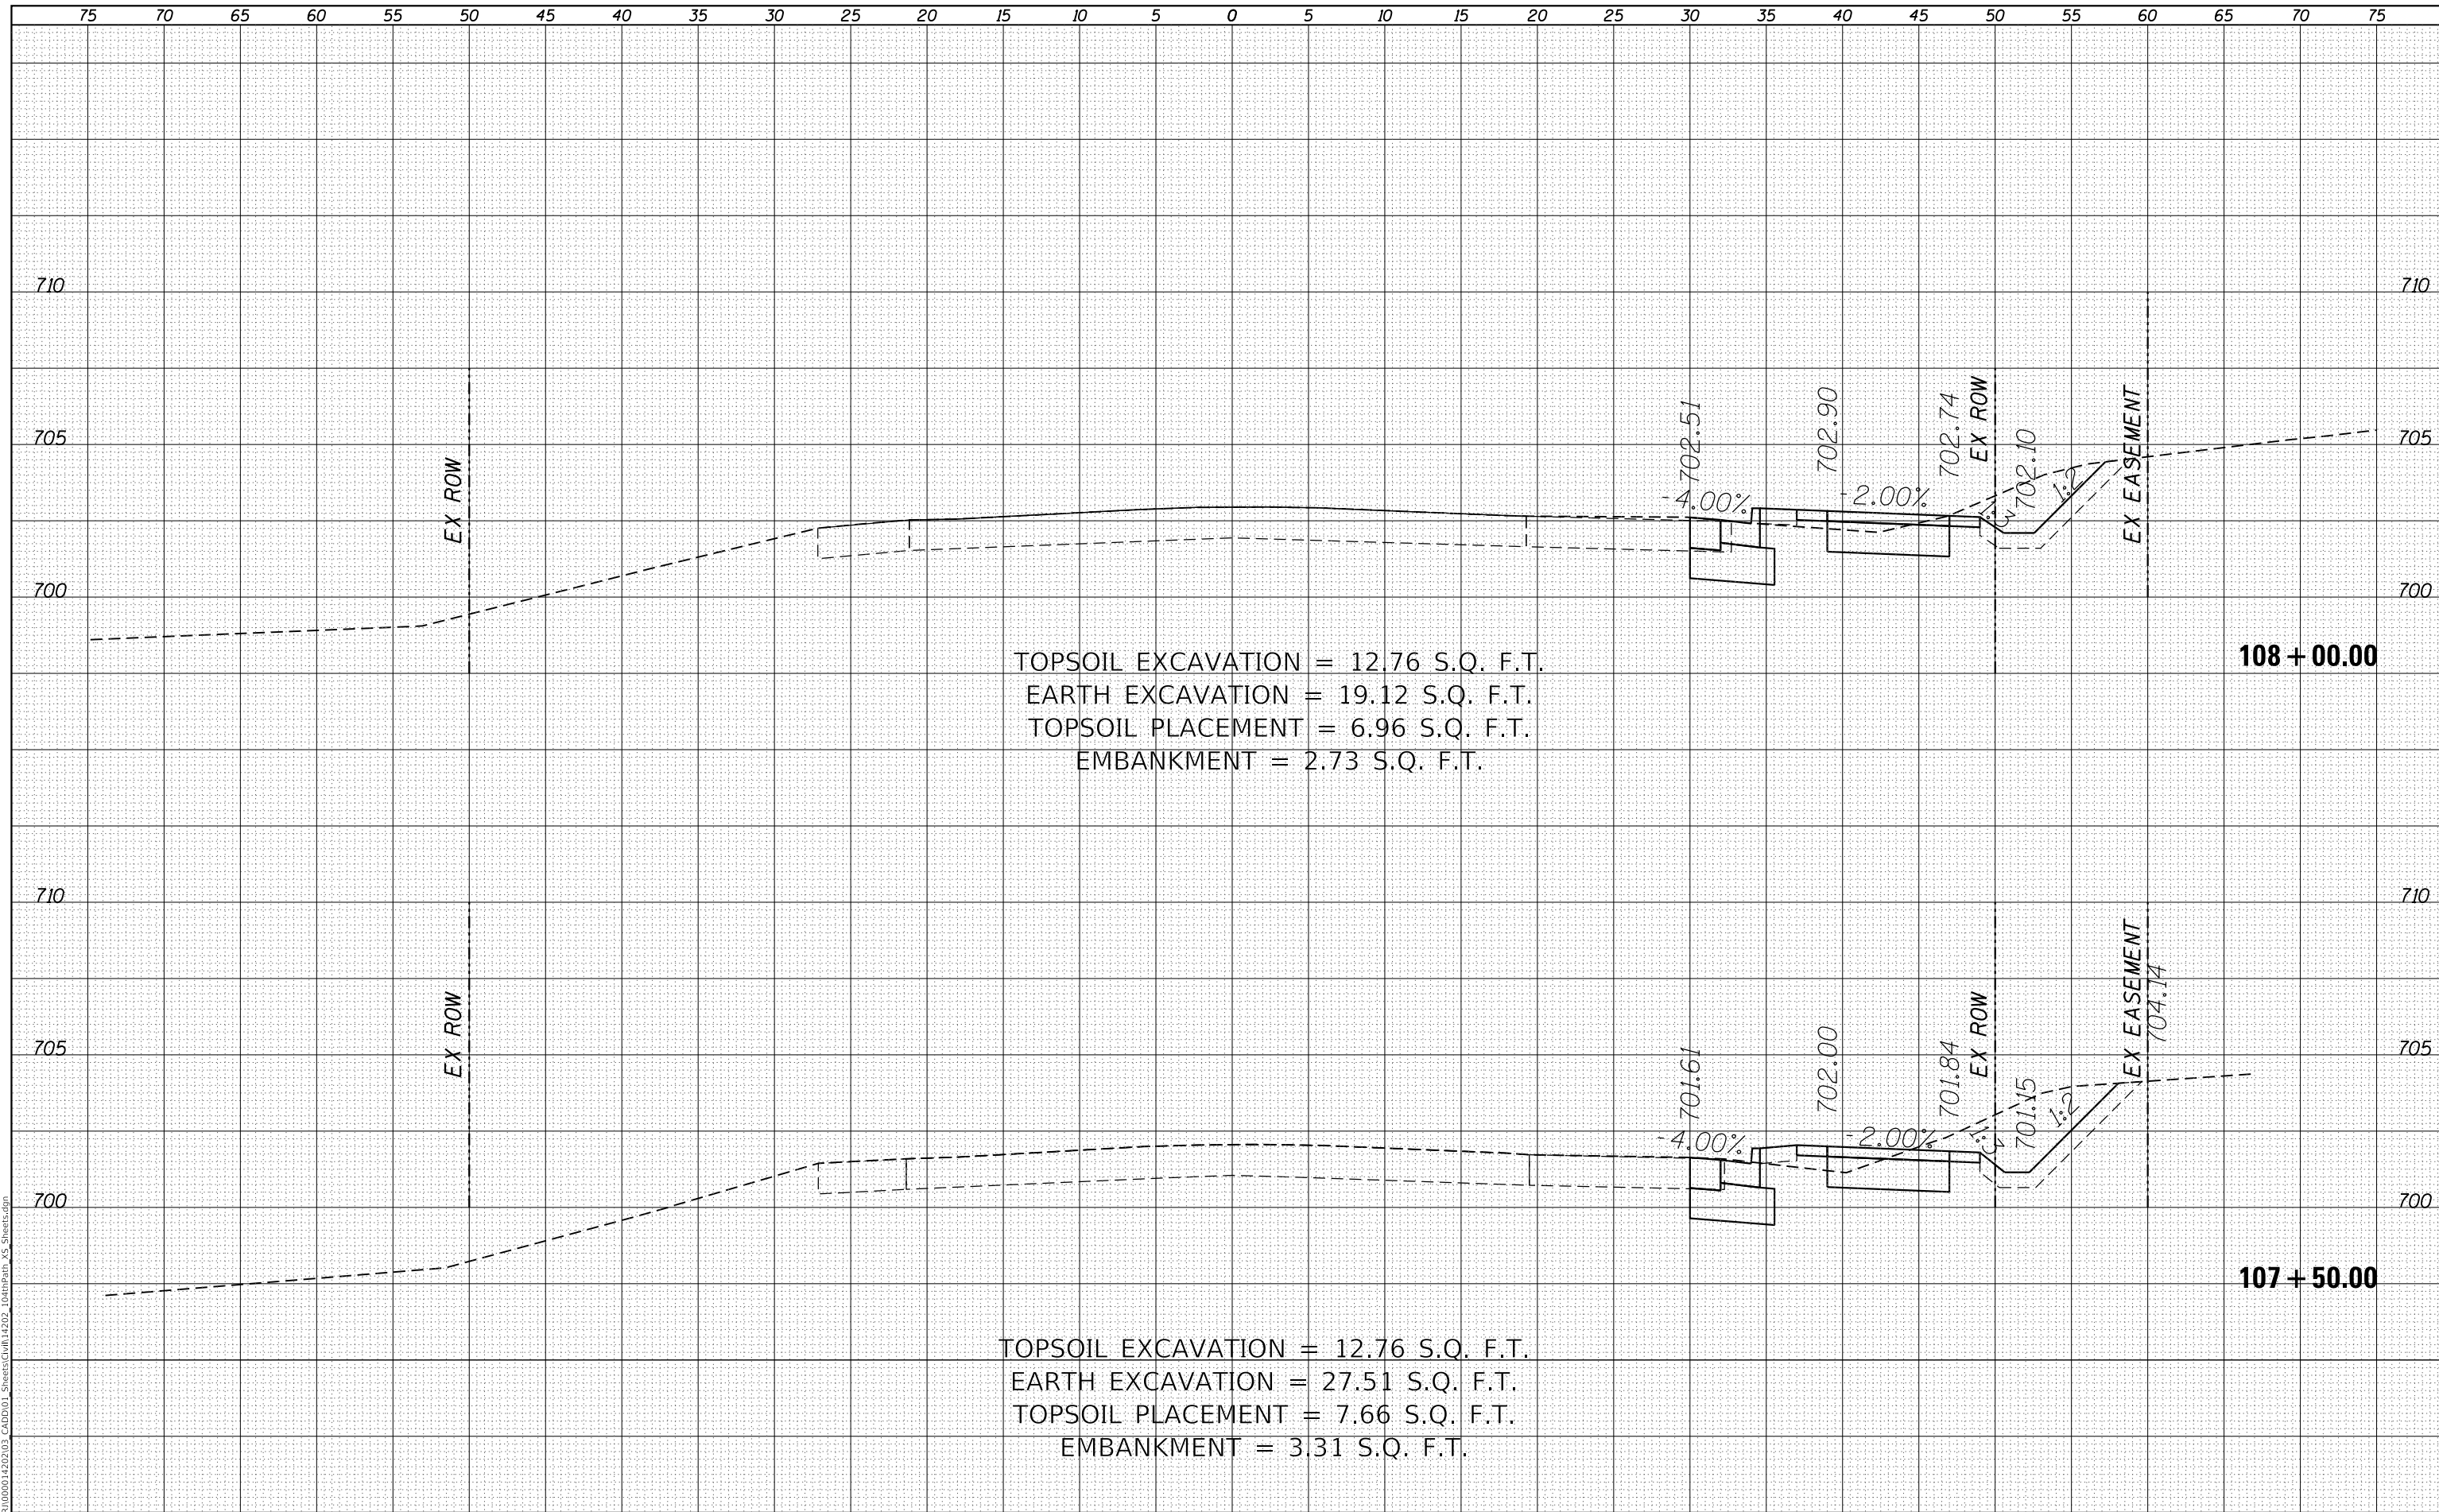 75 70 65 60 55 50 45 40 35 30 25 20 15 10 5 0 5 10 15 20 25 30 35 40 45 50 55 60 65 70 75
710 710
705 705
700 700
EX ROW
702.51
-4.00%
702.90
-2.00%
702.74
EX ROW
1:3
702.10
1:2
EX EASEMENT
108+00.00
TOPSOIL EXCAVATION = 12.76 S.Q. F.T.
EARTH EXCAVATION = 19.12 S.Q. F.T.
TOPSOIL PLACEMENT = 6.96 S.Q. F.T.
EMBANKMENT = 2.73 S.Q. F.T.
710 710
705 705
700 700
EX ROW
701.61
-4.00%
702.00
-2.00%
701.84
EX ROW
1:3
701.15
1:2
EX EASEMENT
704.14
107+50.00
TOPSOIL EXCAVATION = 12.76 S.Q. F.T.
EARTH EXCAVATION = 27.51 S.Q. F.T.
TOPSOIL PLACEMENT = 7.66 S.Q. F.T.
EMBANKMENT = 3.31 S.Q. F.T.